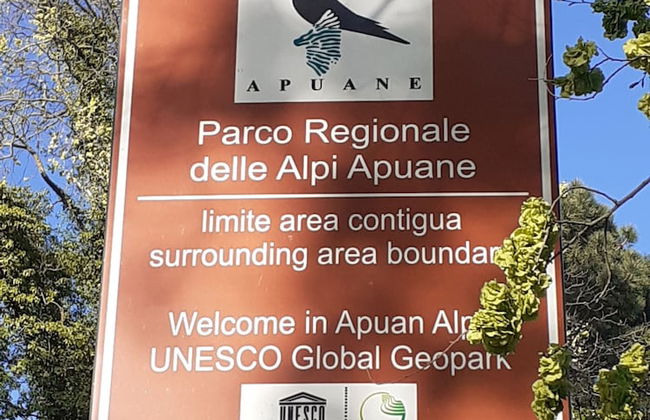 APUANE
Parco Regionale
delle Alpi Apuane
limite area contigua
surrounding area boundar
Welcome in Apuan Alp
UNESCO Global Geopark
UNESCO